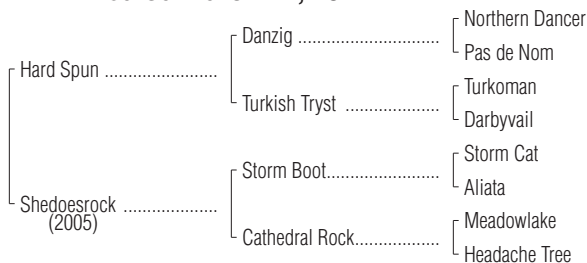 Northern Dancer
Danzig ........................................
Pas de Nom
Hard Spun ................................
Turkoman
Turkish Tryst ...........................
Darbyvail
Storm Cat
Storm Boot................................
Aliata
Shedoesrock ...........................
(2005)
Meadowlake
Cathedral Rock........................
Headache Tree